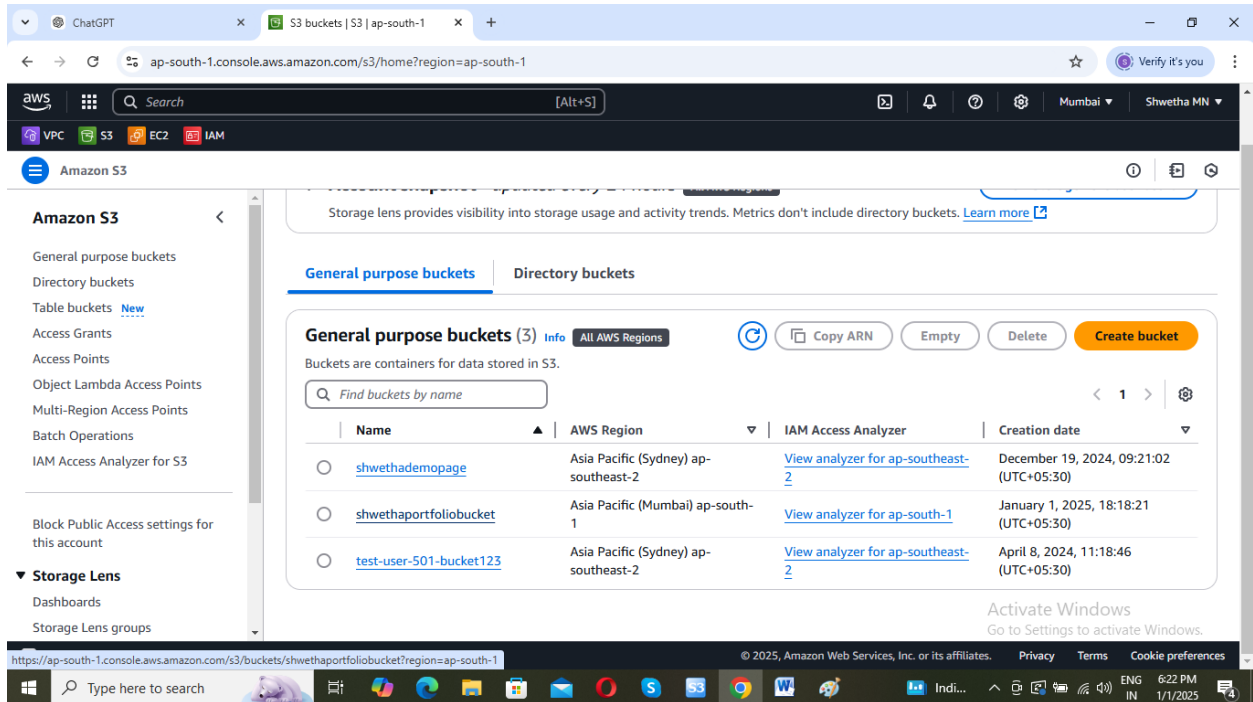 ChatGPT
S3 buckets | S3 | ap-south-1
ap-south-1.console.aws.amazon.com/s3/home?region=ap-south-1
Verify it's you
aws
Search [Alt+S]
Mumbai ▼
Shwetha MN ▼
VPC S3 EC2 IAM
Amazon S3
Amazon S3
General purpose buckets
Directory buckets
Table buckets New
Access Grants
Access Points
Object Lambda Access Points
Multi-Region Access Points
Batch Operations
IAM Access Analyzer for S3
Block Public Access settings for
this account
▼ Storage Lens
Dashboards
Storage Lens groups
Storage lens provides visibility into storage usage and activity trends. Metrics don't include directory buckets. Learn more
General purpose buckets
Directory buckets
General purpose buckets (3) Info All AWS Regions
Copy ARN
Empty
Delete
Create bucket
Buckets are containers for data stored in S3.
Find buckets by name
1
Name AWS Region IAM Access Analyzer Creation date
shwethademopage
Asia Pacific (Sydney) ap-
southeast-2
View analyzer for ap-southeast-
2
December 19, 2024, 09:21:02
(UTC+05:30)
shwethaportfoliobucket
Asia Pacific (Mumbai) ap-south-
1
View analyzer for ap-south-1
January 1, 2025, 18:18:21
(UTC+05:30)
test-user-501-bucket123
Asia Pacific (Sydney) ap-
southeast-2
View analyzer for ap-southeast-
2
April 8, 2024, 11:18:46
(UTC+05:30)
Activate Windows
Go to Settings to activate Windows.
https://ap-south-1.console.aws.amazon.com/s3/buckets/shwethaportfoliobucket?region=ap-south-1
© 2025, Amazon Web Services, Inc. or its affiliates.
Privacy
Terms
Cookie preferences
Type here to search
S3
Indi...
ENG
IN
6:22 PM
1/1/2025
4